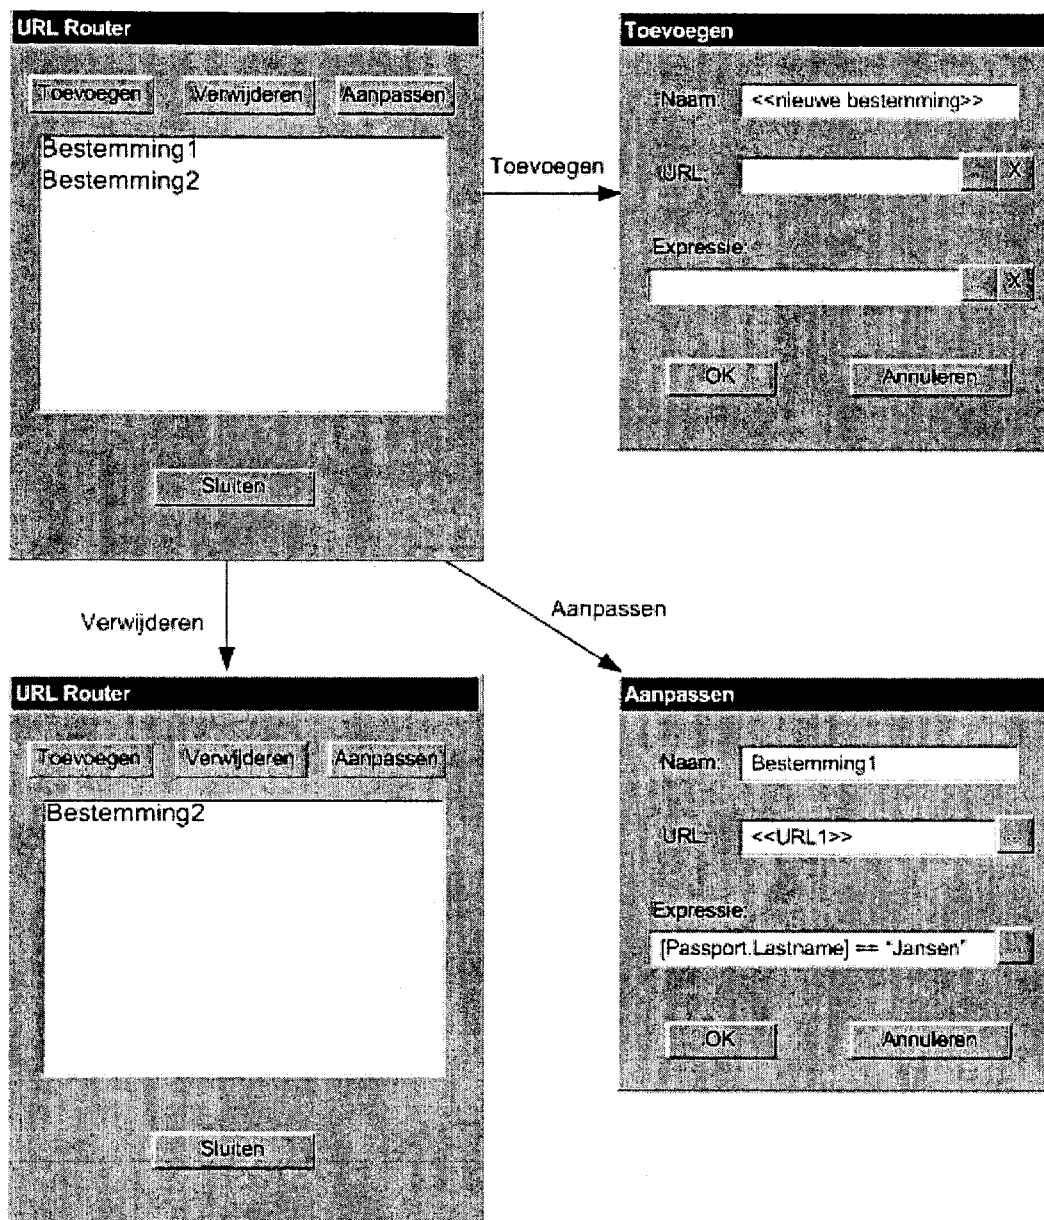 URL Router
Toevoegen Verwijderen Aanpassen
Bestemming1
Bestemming2
Sluiten
Toevoegen
Toevoegen
Naam: <<nieuwe bestemming>>
URL: X
Expressie:
X
OK Annuleren
Verwijderen
Aanpassen
URL Router
Toevoegen Verwijderen Aanpassen
Bestemming2
Sluiten
Aanpassen
Naam: Bestemming1
URL: <<URL1>>
Expressie:
[Passport.Lastname] == "Jansen"
OK Annuleren